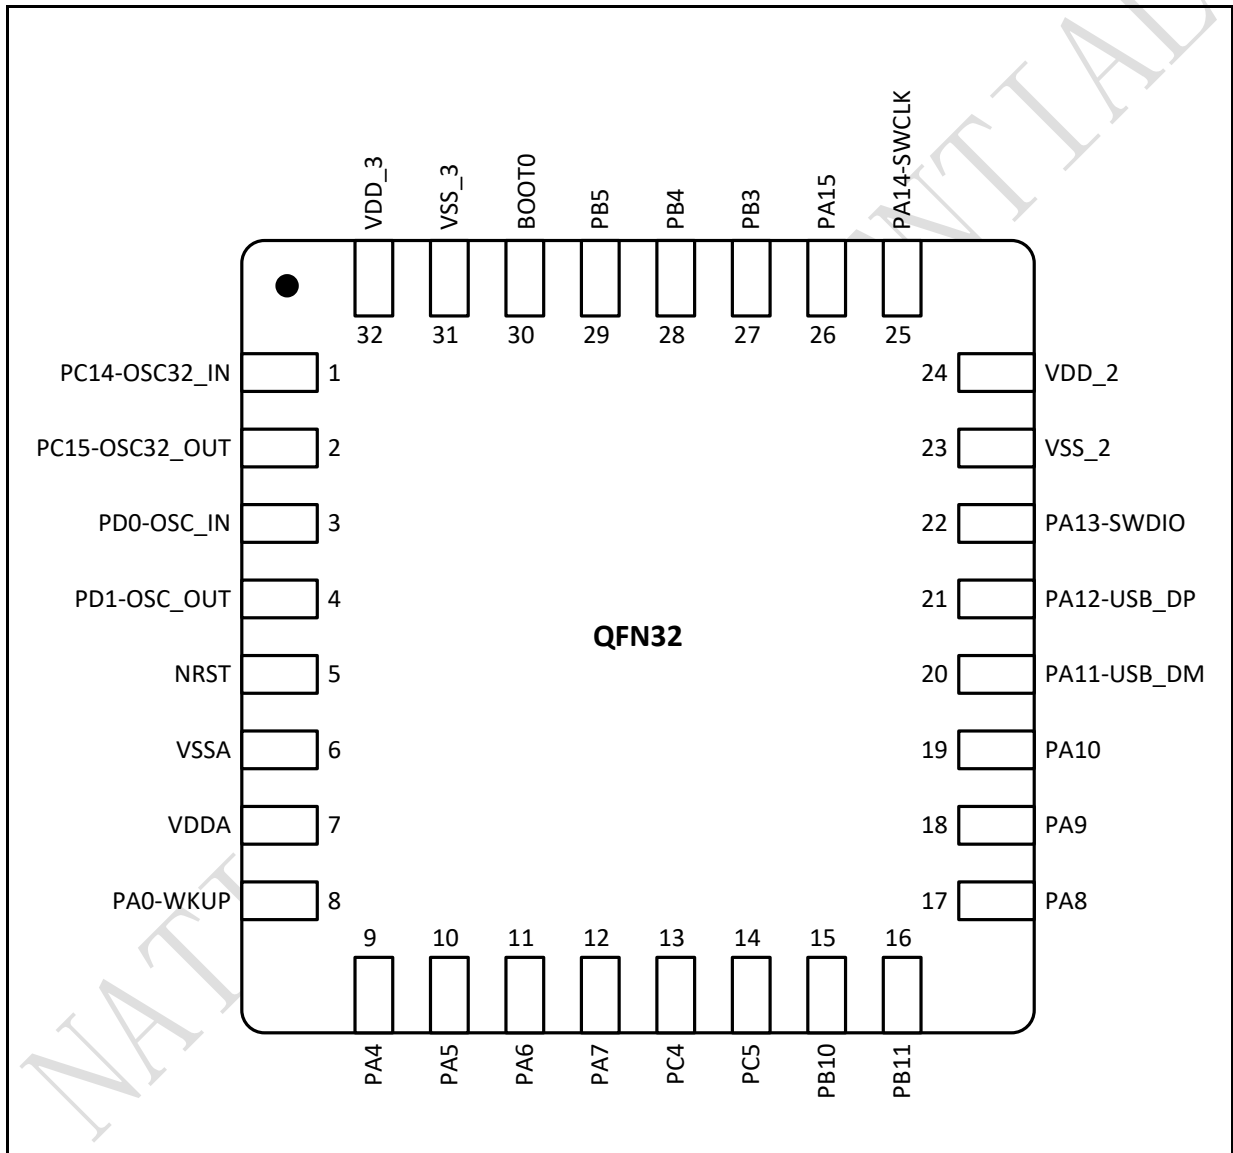 VDD_3
VSS_3
BOOT0
PB5
PB4
PB3
PA15
PA14-SWCLK
32 31 30 29 28 27 26 25
PC14-OSC32_IN 1 24 VDD_2
PC15-OSC32_OUT 2 23 VSS_2
PD0-OSC_IN 3 22 PA13-SWDIO
PD1-OSC_OUT 4 21 PA12-USB_DP
QFN32
NRST 5 20 PA11-USB_DM
VSSA 6 19 PA10
VDDA 7 18 PA9
PA0-WKUP 8 17 PA8
9 10 11 12 13 14 15 16
PA4
PA5
PA6
PA7
PC4
PC5
PB10
PB11